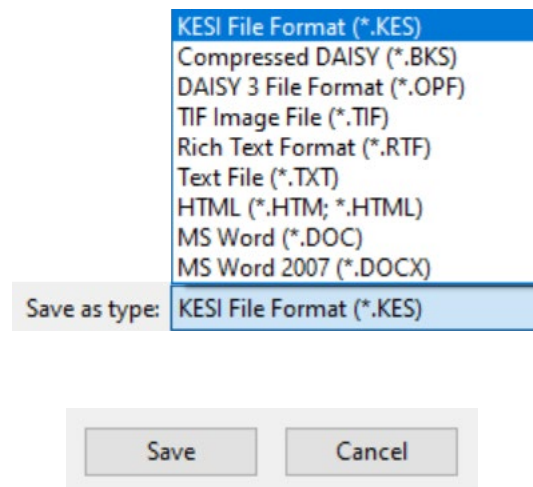 KESI File Format (*.KES)
Compressed DAISY (*.BKS)
DAISY 3 File Format (*.OPF)
TIF Image File (*.TIF)
Rich Text Format (*.RTF)
Text File (*.TXT)
HTML (*.HTM; *.HTML)
MS Word (*.DOC)
MS Word 2007 (*.DOCX)
Save as type: KESI File Format (*.KES)
Save Cancel